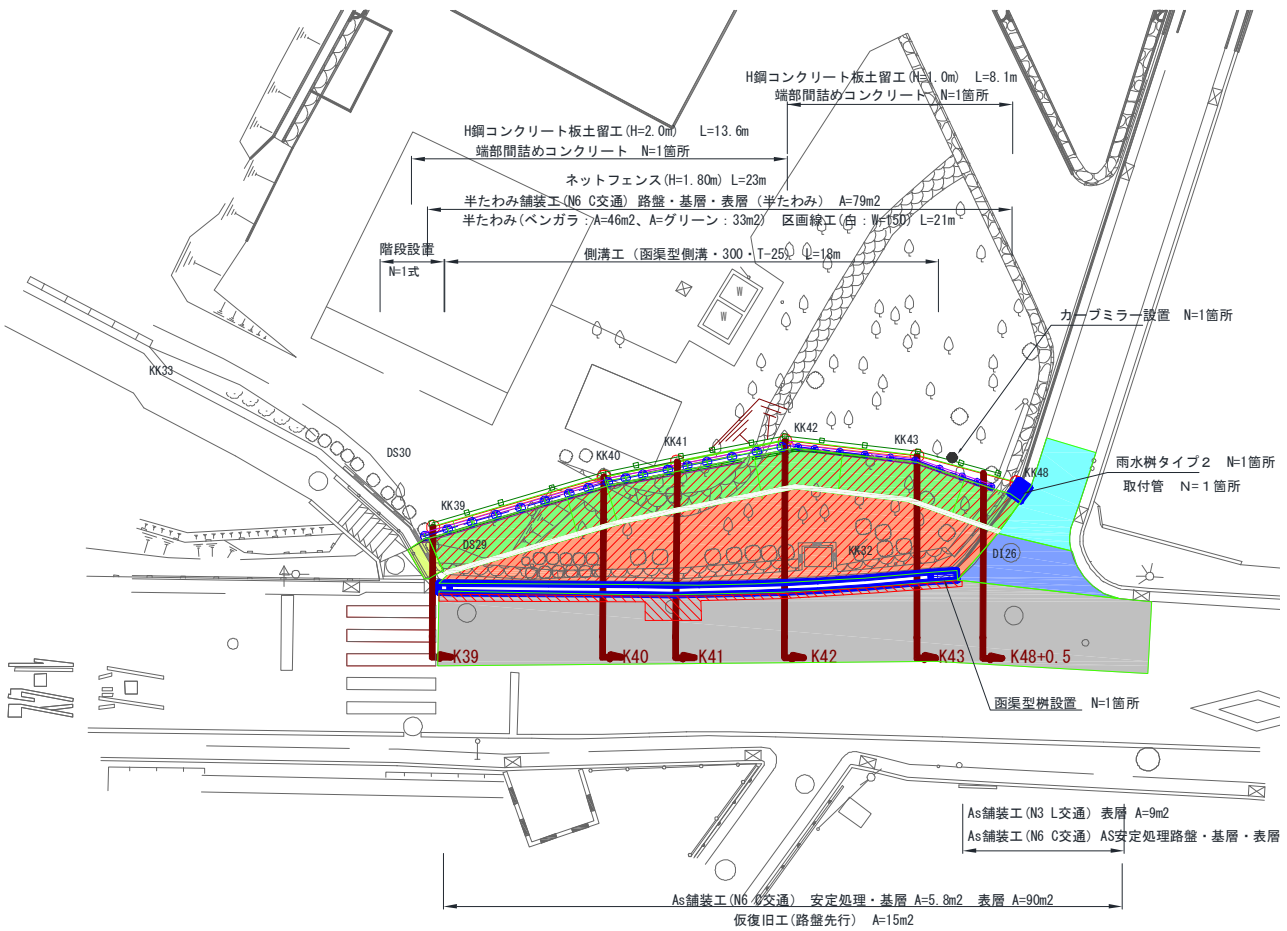 H鋼コンクリート板土留工(H=1.0m) L=8.1m
端部間詰めコンクリート N=1箇所
H鋼コンクリート板土留工(H=2.0m) L=13.6m
端部間詰めコンクリート N=1箇所
ネットフェンス(H=1.80m) L=23m
半たわみ舗装工(N6 C交通) 路盤・基層・表層 (半たわみ) A=79m2
半たわみ(ベンガラ：A=46m2、A=グリーン：33m2) 区画線工(白：W=150) L=21m
階段設置
N=1式
側溝工 (函渠型側溝・300・T-25) L=18m
W
W
カーブミラー設置 N=1箇所
KK33
DS30
KK42
KK41
KK43
KK40
雨水桝タイプ２ N=1箇所
KK48
取付管 N=１箇所
KK39
DS29
KK32
DI26
K39
K40
K41
K42
K43
K48+0.5
函渠型桝設置 N=1箇所
As舗装工(N3 L交通) 表層 A=9m2
As舗装工(N6 C交通) AS安定処理路盤・基層・表層
As舗装工(N6 C交通) 安定処理・基層 A=5.8m2 表層 A=90m2
仮復旧工(路盤先行) A=15m2